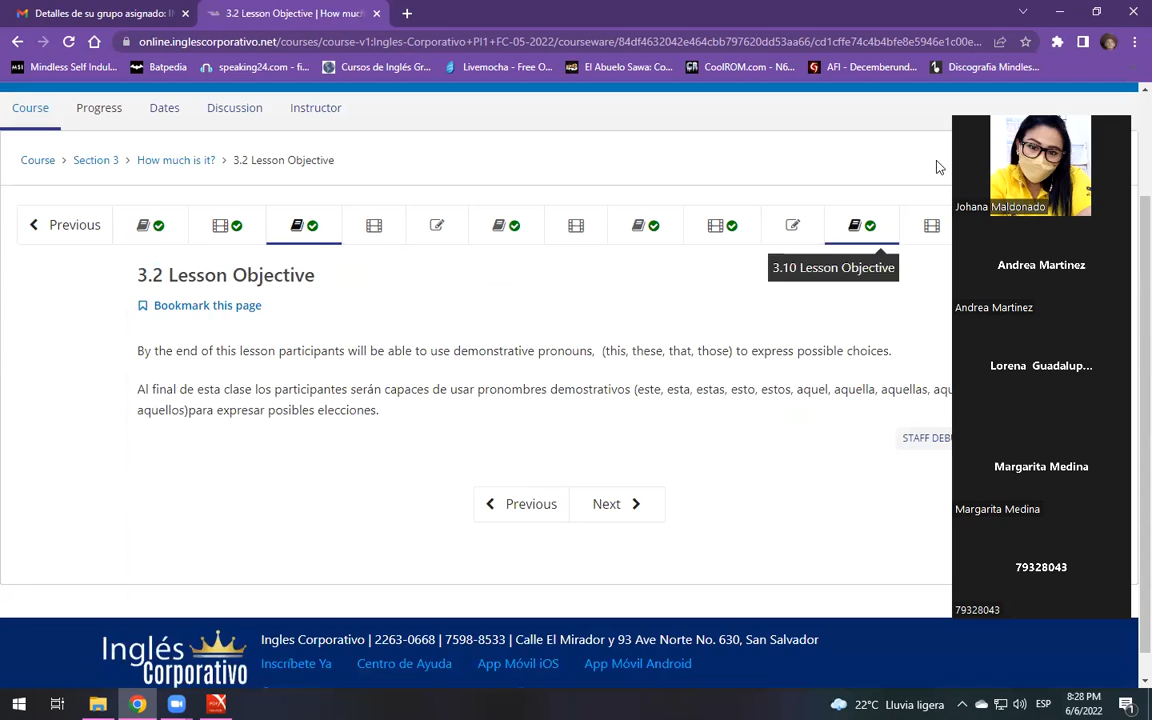 Detalles de su grupo asignado: I
3.2 Lesson Objective | How much
online.inglescorporativo.net/courses/course-v1:Ingles-Corporativo+PI1+FC-05-2022/courseware/84df4632042e464cbb797620dd53aa66/cd1cffe74c4b4bfe8e5946e1c00e...
Mindless Self Indul...
Batpedia
speaking24.com - fi...
Cursos de Inglés Gr...
Livemocha - Free O...
El Abuelo Sawa: Co...
CoolROM.com - N6...
AFI - Decemberund...
Discografia Mindles...
Course Progress Dates Discussion Instructor
Course > Section 3 > How much is it? > 3.2 Lesson Objective
Previous
3.10 Lesson Objective
3.2 Lesson Objective
Bookmark this page
By the end of this lesson participants will be able to use demonstrative pronouns, (this, these, that, those) to express possible choices.
Al final de esta clase los participantes serán capaces de usar pronombres demostrativos (este, esta, estas, esto, estos, aquel, aquella, aquellas, aqu
aquellos)para expresar posibles elecciones.
STAFF DEB
Previous Next
Johana Maldonado
Andrea Martinez
Andrea Martinez
Lorena Guadalup...
Margarita Medina
Margarita Medina
79328043
79328043
Inglés
Corporativo
Ingles Corporativo | 2263-0668 | 7598-8533 | Calle El Mirador y 93 Ave Norte No. 630, San Salvador
Inscríbete Ya Centro de Ayuda App Móvil iOS App Móvil Android
22°C Lluvia ligera
ESP
8:28 PM
6/6/2022
1